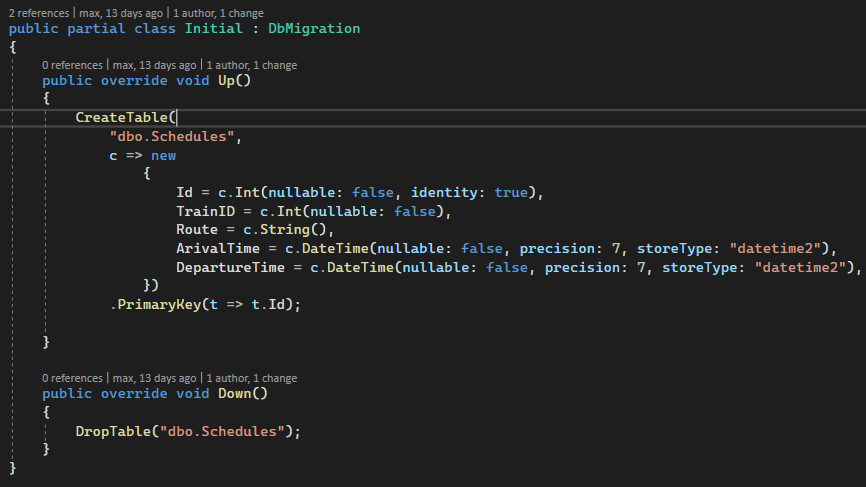 2 references | max, 13 days ago | 1 author, 1 change
public partial class Initial : DbMigration
{
0 references | max, 13 days ago | 1 author, 1 change
public override void Up()
{
CreateTable(
"dbo.Schedules",
c => new
{
Id = c.Int(nullable: false, identity: true),
TrainID = c.Int(nullable: false),
Route = c.String(),
ArivalTime = c.DateTime(nullable: false, precision: 7, storeType: "datetime2"),
DepartureTime = c.DateTime(nullable: false, precision: 7, storeType: "datetime2"),
})
.PrimaryKey(t => t.Id);
}
0 references | max, 13 days ago | 1 author, 1 change
public override void Down()
{
DropTable("dbo.Schedules");
}
}